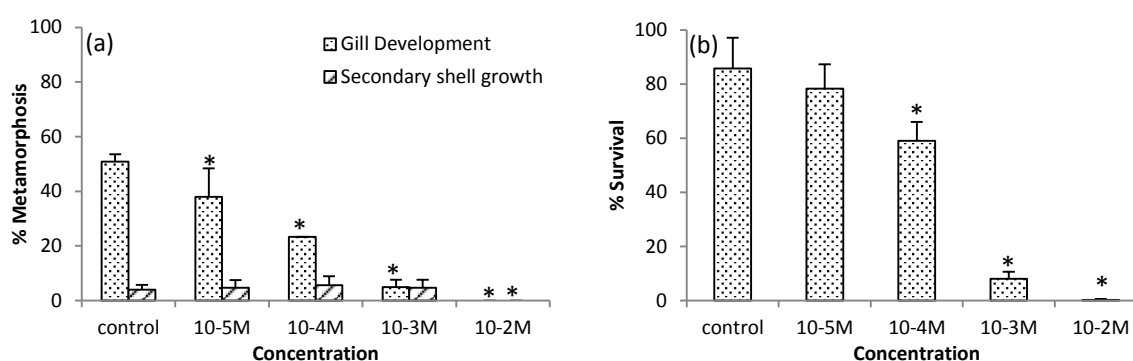 (a)
Gill Development
Secondary shell growth
% Metamorphosis
100
80
60
40
20
0
*
*
*
* *
control 10-5M 10-4M 10-3M 10-2M
Concentration
(b)
% Survival
100
80
60
40
20
0
*
*
*
control 10-5M 10-4M 10-3M 10-2M
Concentration